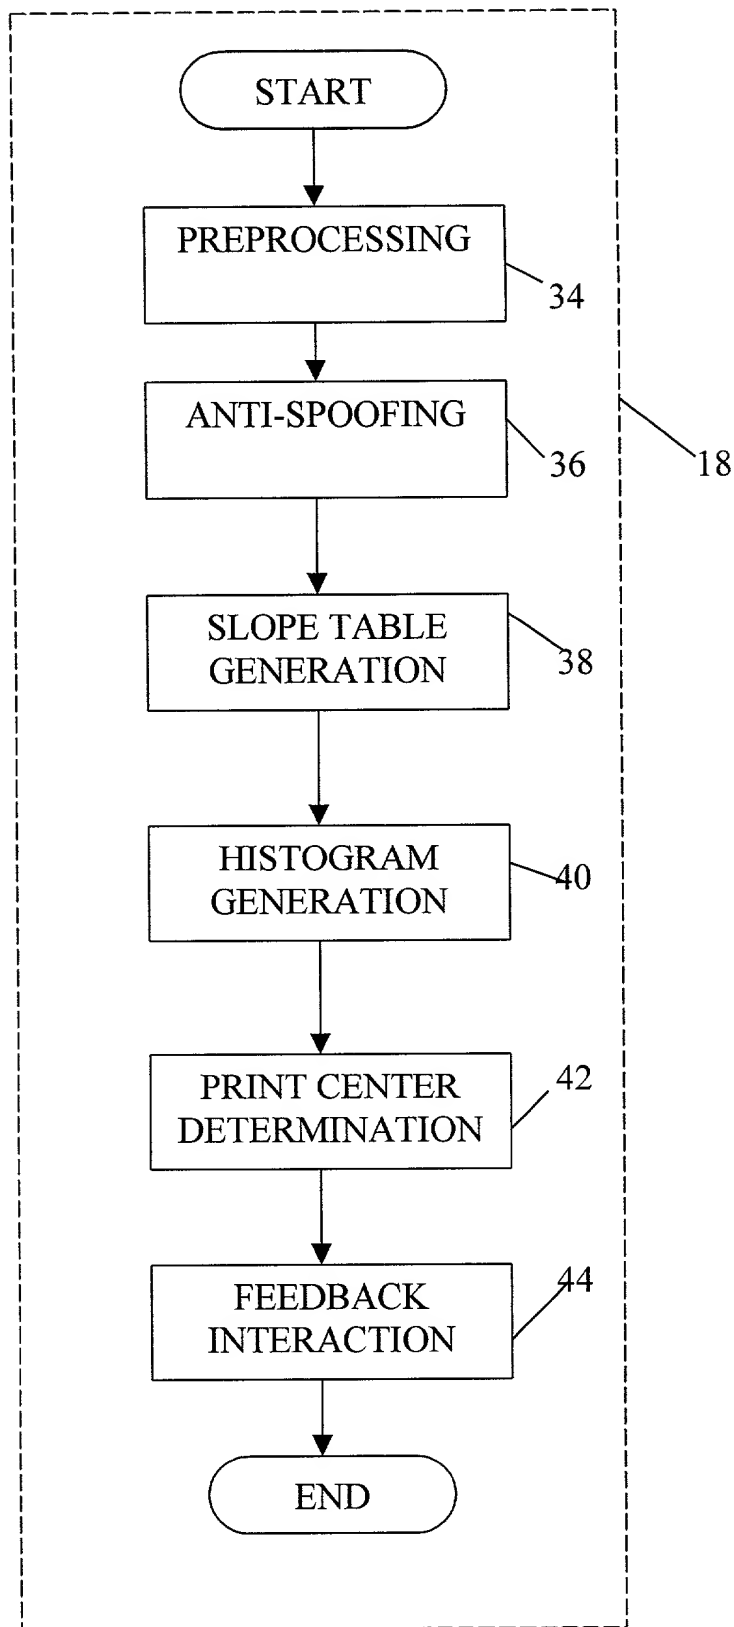 START
PREPROCESSING
34
ANTI-SPOOFING
36
18
SLOPE TABLE
GENERATION
38
HISTOGRAM
GENERATION
40
PRINT CENTER
DETERMINATION
42
FEEDBACK
INTERACTION
44
END